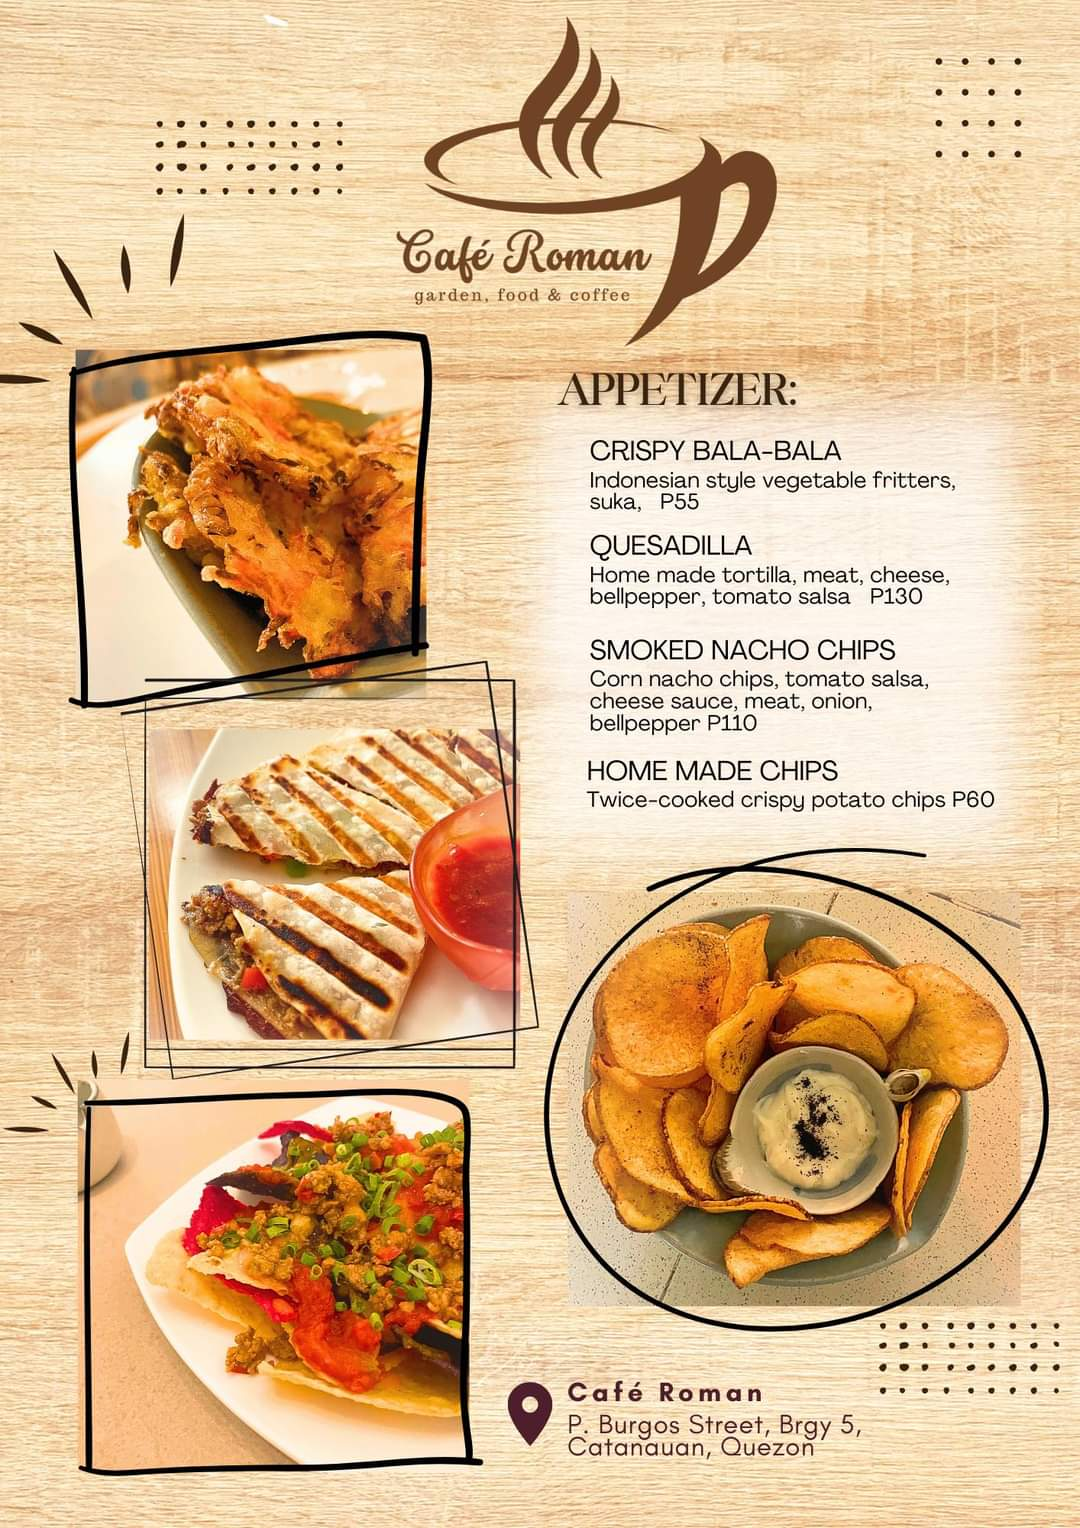 Café Roman
garden, food & coffee
APPETIZER:
CRISPY BALA-BALA
Indonesian style vegetable fritters,
suka, P55
QUESADILLA
Home made tortilla, meat, cheese,
bellpepper, tomato salsa P130
SMOKED NACHO CHIPS
Corn nacho chips, tomato salsa,
cheese sauce, meat, onion,
bellpepper P110
HOME MADE CHIPS
Twice-cooked crispy potato chips P60
Café Roman
P. Burgos Street, Brgy 5,
Catanauan, Quezon